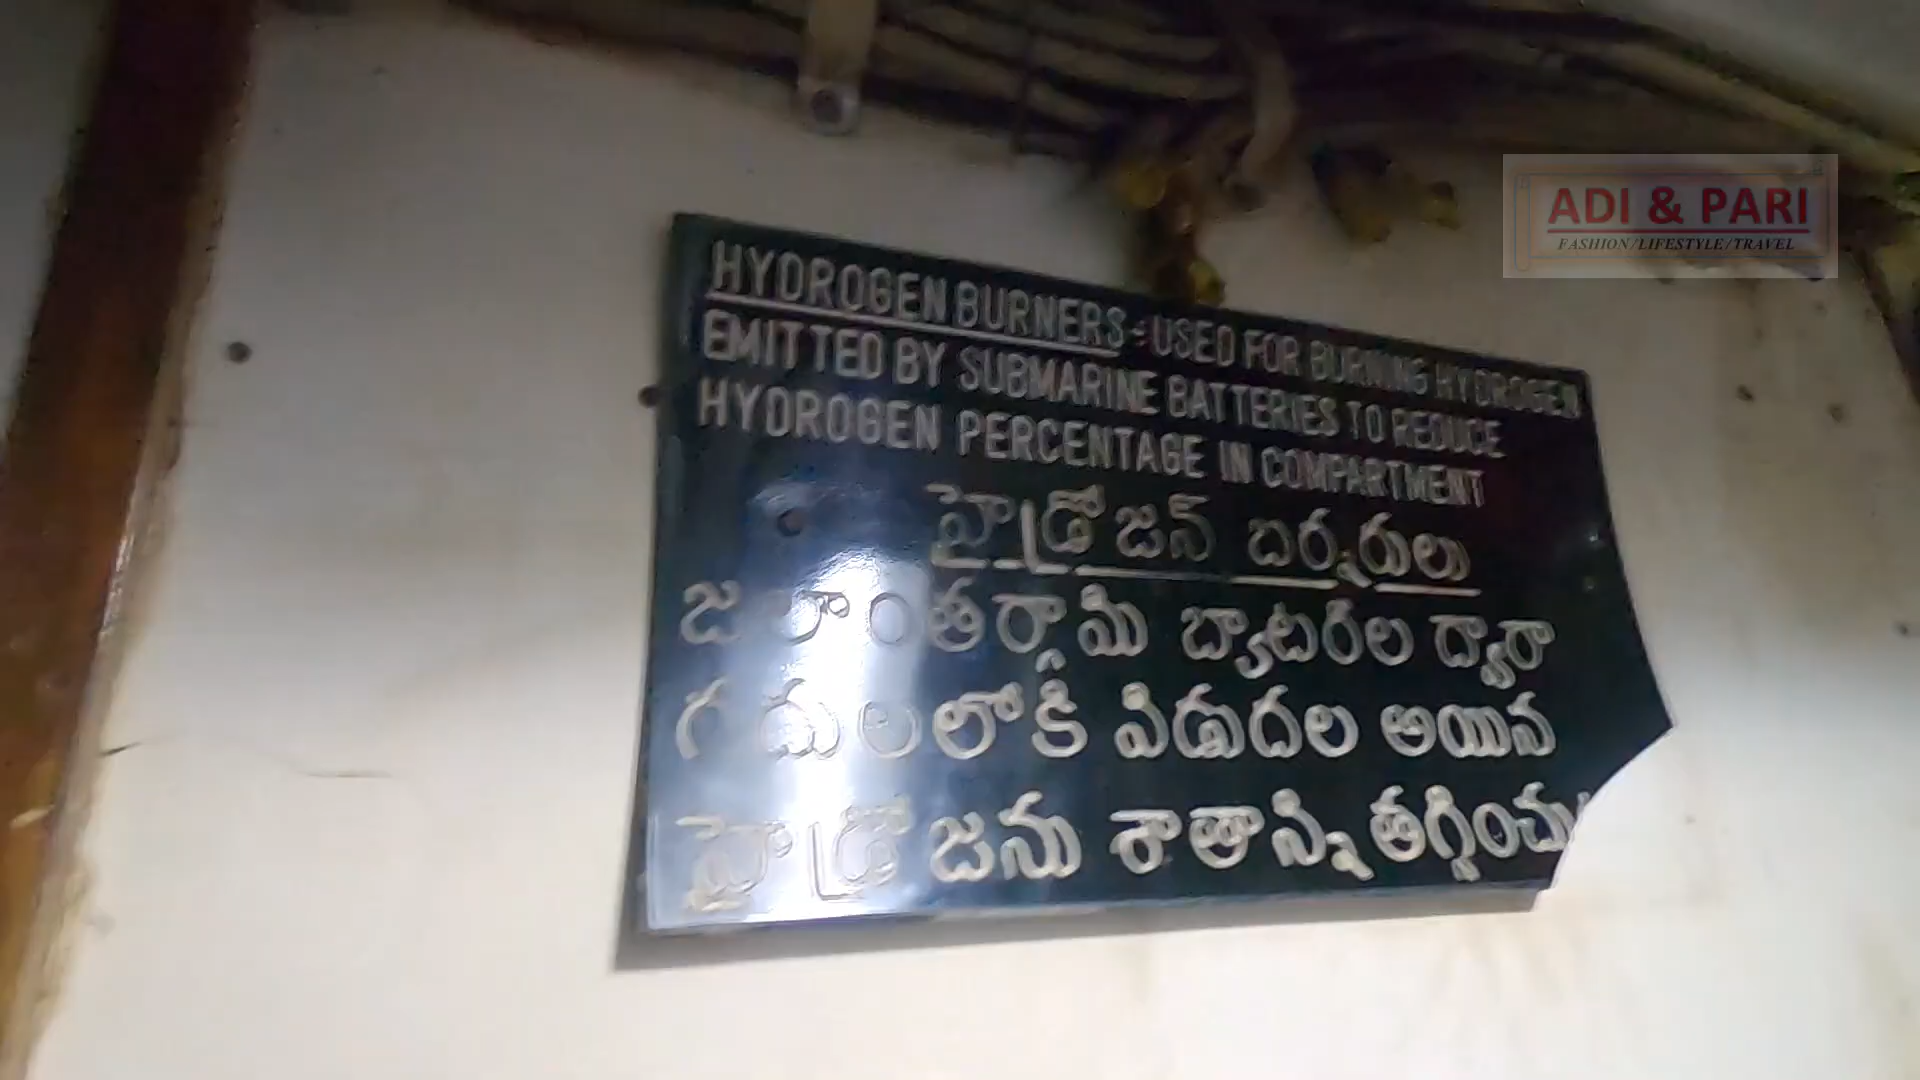 ADI & PARI
FASHION/LIFESTYLE/TRAVEL
HYDROGEN BURNERS:- USED FOR BURNING HYDROGEN
EMITTED BY SUBMARINE BATTERIES TO REDUCE
HYDROGEN PERCENTAGE IN COMPARTMENT
హైడ్రోజన్ బర్నర్లులు
జలాంతర్గామి బ్యాటరీల ద్వారా
గదులలోకి విడుదల అయిన
హైడ్రోజను శాతాన్ని తగ్గించు